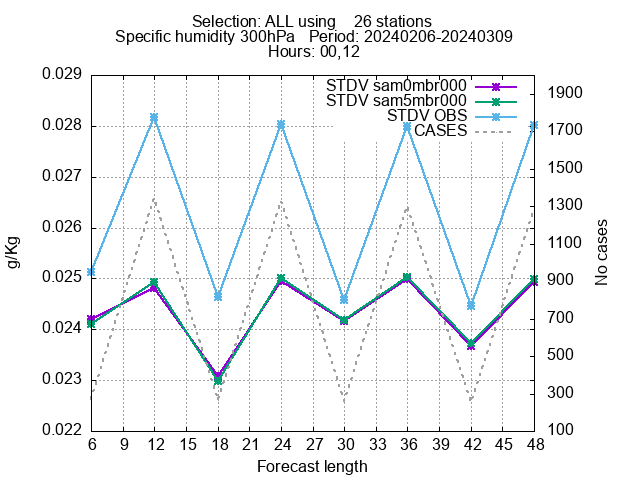 Selection: ALL using    26 stations
Specific humidity 300hPa   Period: 20240206-20240309
Hours: 00,12
STDV sam0mbr000
STDV sam5mbr000
STDV OBS
CASES
0.029
0.028
0.027
0.026
0.025
0.024
0.023
0.022
g/Kg
1900
1700
1500
1300
1100
900
700
500
300
100
No cases
6 9 12 15 18 21 24 27 30 33 36 39 42 45 48
Forecast length